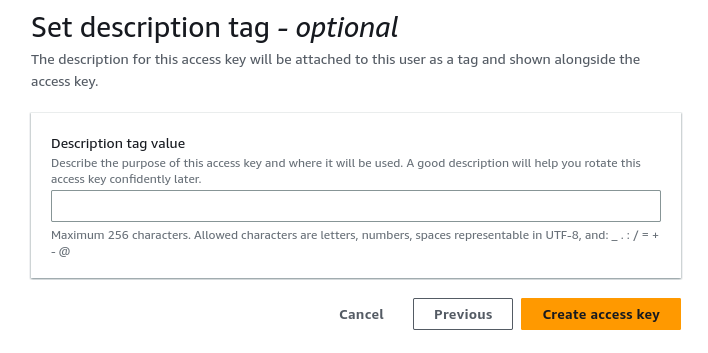 Set description tag - optional
The description for this access key will be attached to this user as a tag and shown alongside the
access key.
Description tag value
Describe the purpose of this access key and where it will be used. A good description will help you rotate this
access key confidently later.
Maximum 256 characters. Allowed characters are letters, numbers, spaces representable in UTF-8, and: _ . : / = +
- @
Cancel Previous Create access key